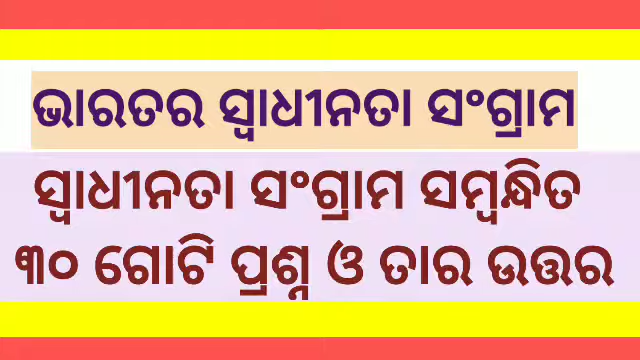 ଭାରତର ସ୍ୱାଧୀନତା ସଂଗ୍ରାମ
ସ୍ୱାଧୀନତା ସଂଗ୍ରାମ ସମ୍ବନ୍ଧିତ
୩୦ ଗୋଟି ପ୍ରଶ୍ନ ଓ ତାର ଉତ୍ତର